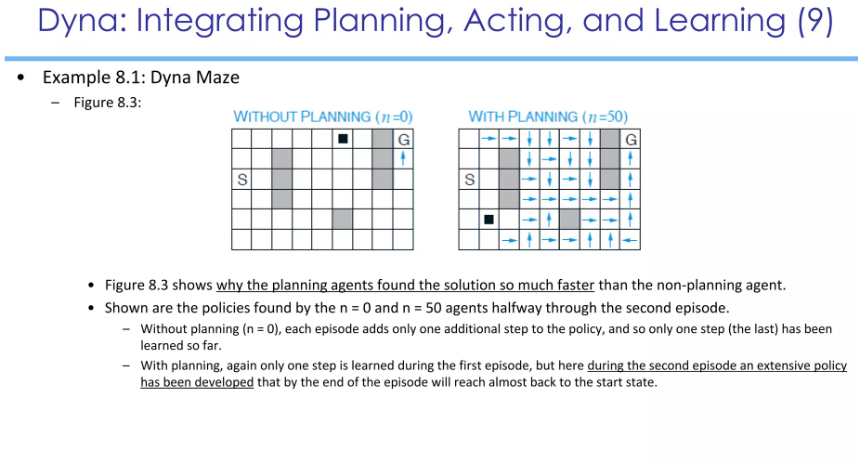 Dyna: Integrating Planning, Acting, and Learning (9)
• Example 8.1: Dyna Maze
– Figure 8.3:
WITHOUT PLANNING (n=0) WITH PLANNING (n=50)
G G
S S
• Figure 8.3 shows why the planning agents found the solution so much faster than the non-planning agent.
• Shown are the policies found by the n = 0 and n = 50 agents halfway through the second episode.
– Without planning (n = 0), each episode adds only one additional step to the policy, and so only one step (the last) has been
learned so far.
– With planning, again only one step is learned during the first episode, but here during the second episode an extensive policy
has been developed that by the end of the episode will reach almost back to the start state.